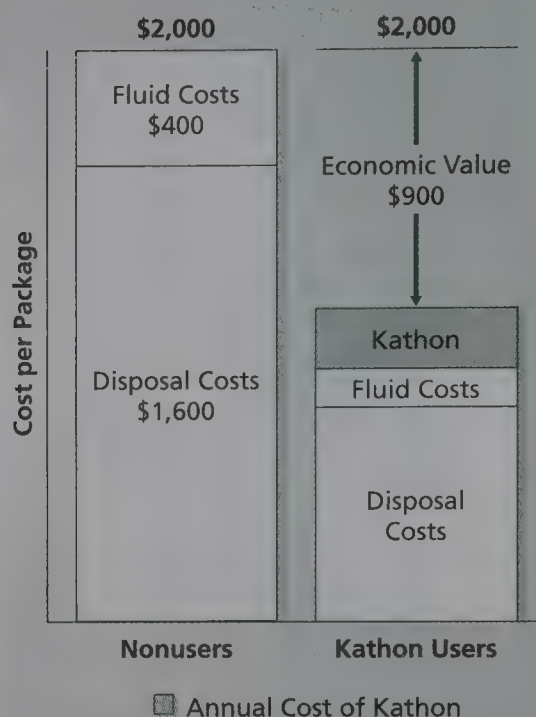 $2,000
$2,000
Fluid Costs
$400
Economic Value
$900
Cost per Package
Disposal Costs
$1,600
Kathon
Fluid Costs
Disposal
Costs
Nonusers
Kathon Users
Annual Cost of Kathon